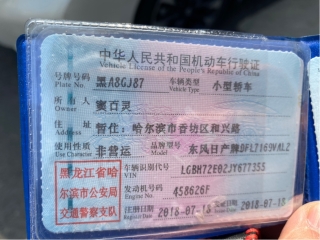 中华人民共和国机动车行驶证
Vehicle License of the People's Republic of China
号牌号码 黑A8GJ87 车辆类型 小型轿车
Plate No. Vehicle Type
所有人 窦百灵
Owner
住址 暂住:哈尔滨市香坊区和兴路
Address
使用性质 非营运 品牌型号 东风日产牌DFL7169VAL2
Use Character Model
黑龙江省哈
尔滨市公安局
交通警察支队
车辆识别代号 LGBH72E02JY677355
VIN
发动机号码 458626F
Engine No.
注册日期 2018-07-18 发证日期 2018-07-18
Register Date Issue Date